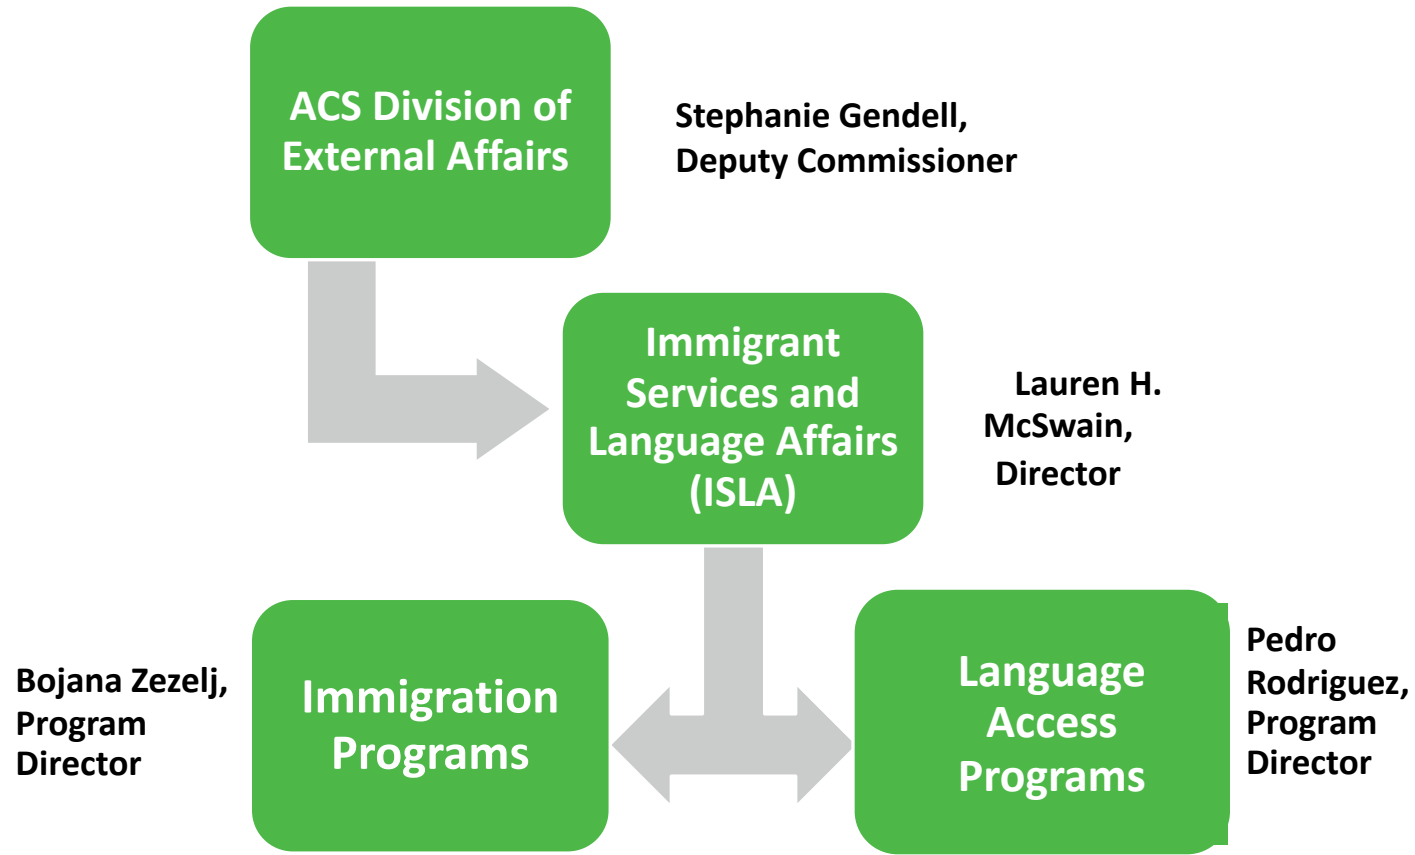 ACS Division of
External Affairs
Stephanie Gendell,
Deputy Commissioner
Immigrant
Services and
Language Affairs
(ISLA)
Lauren H.
McSwain,
Director
Bojana Zezelj,
Program
Director
Immigration
Programs
Language
Access
Programs
Pedro
Rodriguez,
Program
Director